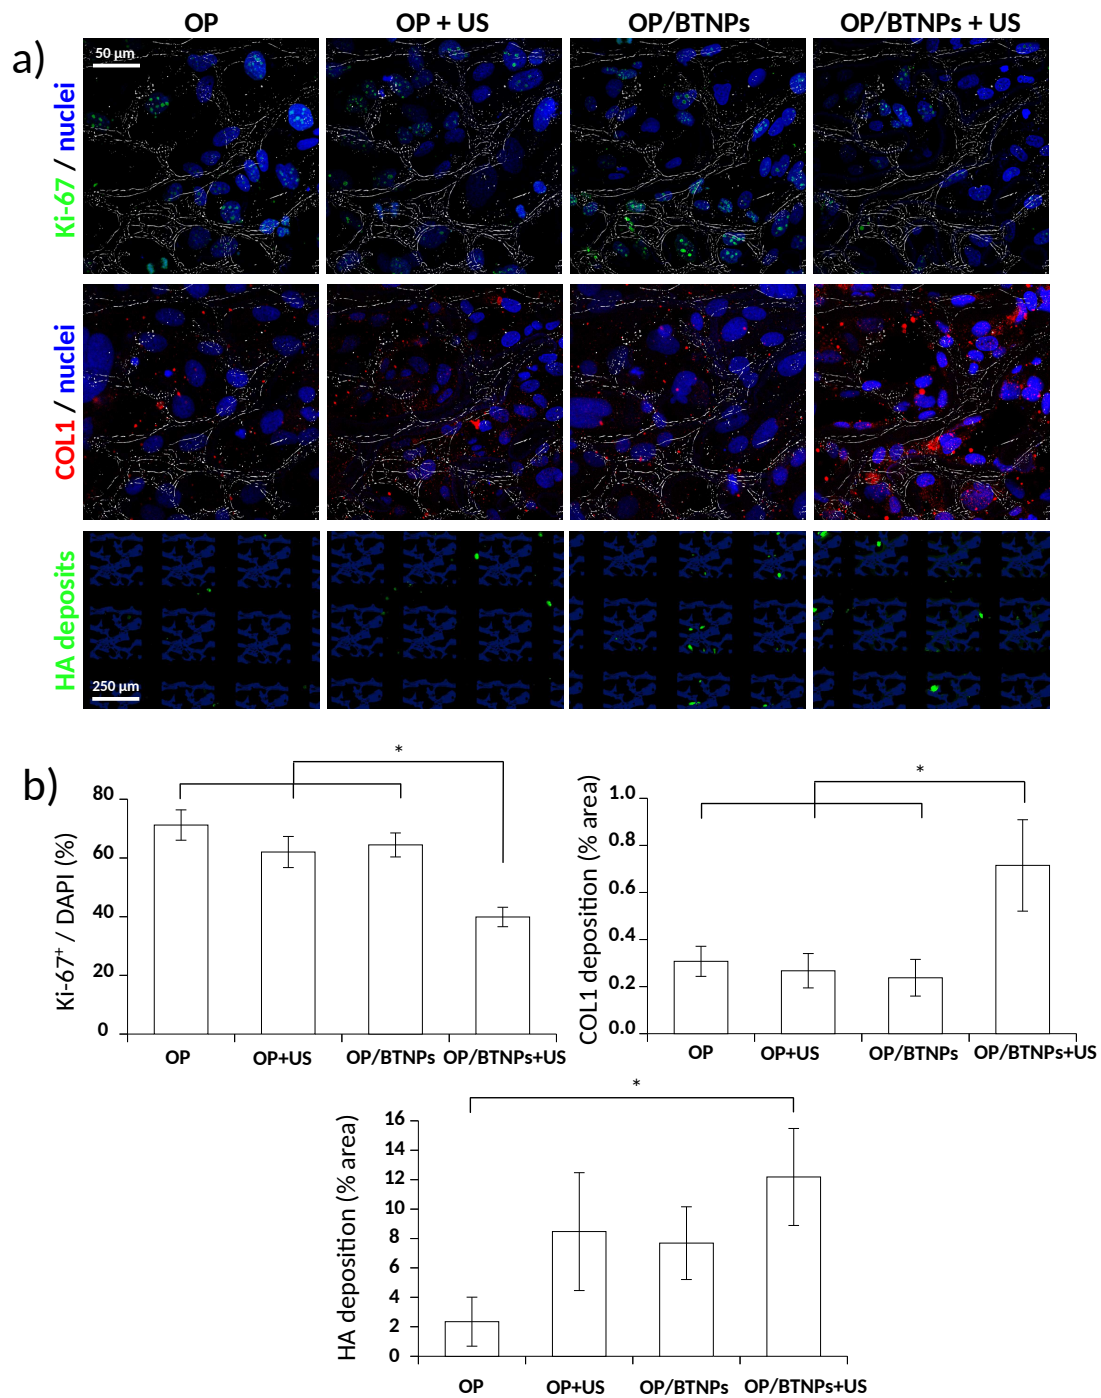 OP OP + US OP/BTNPs OP/BTNPs + US
a)
50 µm
Ki-67 / nuclei
COL1 / nuclei
HA deposits
250 µm
b)
*
80
60
40
20
0
Ki-67+ / DAPI (%)
OP OP+US OP/BTNPs OP/BTNPs+US
*
1.0
0.8
0.6
0.4
0.2
0.0
COL1 deposition (% area)
OP OP+US OP/BTNPs OP/BTNPs+US
*
16
14
12
10
8
6
4
2
0
HA deposition (% area)
OP OP+US OP/BTNPs OP/BTNPs+US